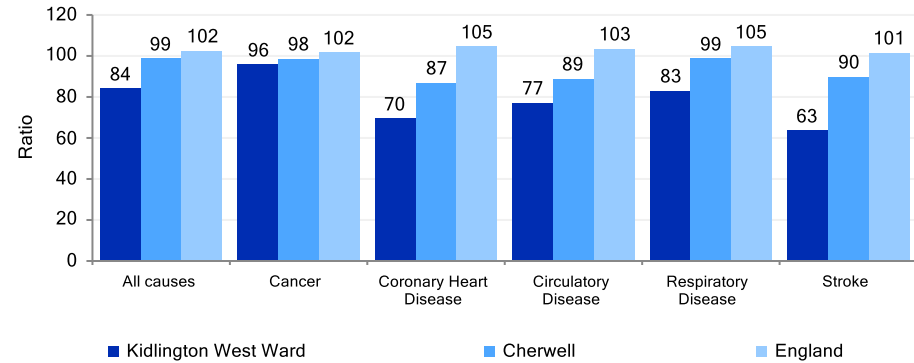 120
100
80
60
40
20
0
Ratio
84 99 102
96 98 102
70 87 105
77 89 103
83 99 105
63 90 101
All causes
Cancer
Coronary Heart
Disease
Circulatory
Disease
Respiratory
Disease
Stroke
Kidlington West Ward
Cherwell
England